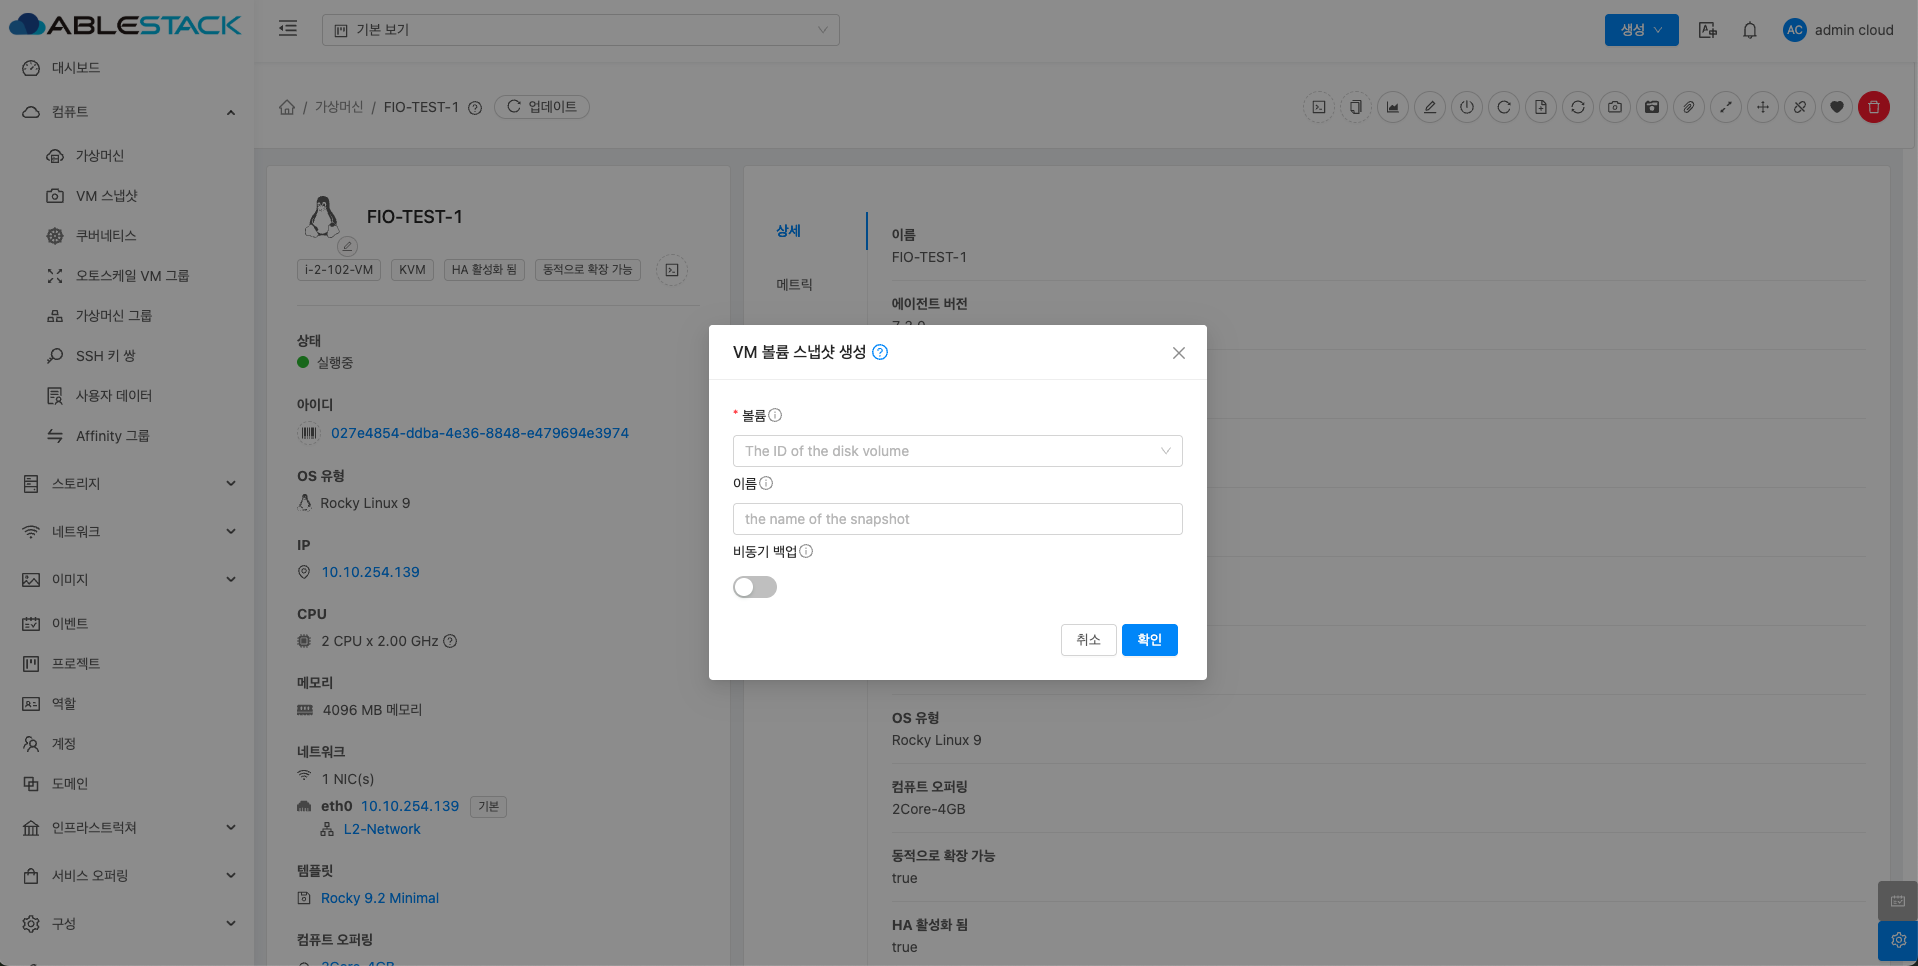 ABLESTACK
기본 보기
생성
AC
admin cloud
대시보드
컴퓨트
가상머신
VM 스냅샷
쿠버네티스
오토스케일 VM 그룹
가상머신 그룹
SSH 키 쌍
사용자 데이터
Affinity 그룹
스토리지
네트워크
이미지
이벤트
프로젝트
역할
계정
도메인
인프라스트럭쳐
서비스 오퍼링
구성
/ 가상머신 / FIO-TEST-1
업데이트
FIO-TEST-1
i-2-102-VM
KVM
HA 활성화 됨
동적으로 확장 가능
상태
실행중
아이디
027e4854-ddba-4e36-8848-e479694e3974
OS 유형
Rocky Linux 9
IP
10.10.254.139
CPU
2 CPU x 2.00 GHz
메모리
4096 MB 메모리
네트워크
1 NIC(s)
eth0 10.10.254.139 기본
L2-Network
템플릿
Rocky 9.2 Minimal
컴퓨트 오퍼링
2Core-4GB
상세
메트릭
이름
FIO-TEST-1
에이전트 버전
VM 볼륨 스냅샷 생성
* 볼륨
The ID of the disk volume
이름
the name of the snapshot
비동기 백업
취소
확인
OS 유형
Rocky Linux 9
컴퓨트 오퍼링
2Core-4GB
동적으로 확장 가능
true
HA 활성화 됨
true